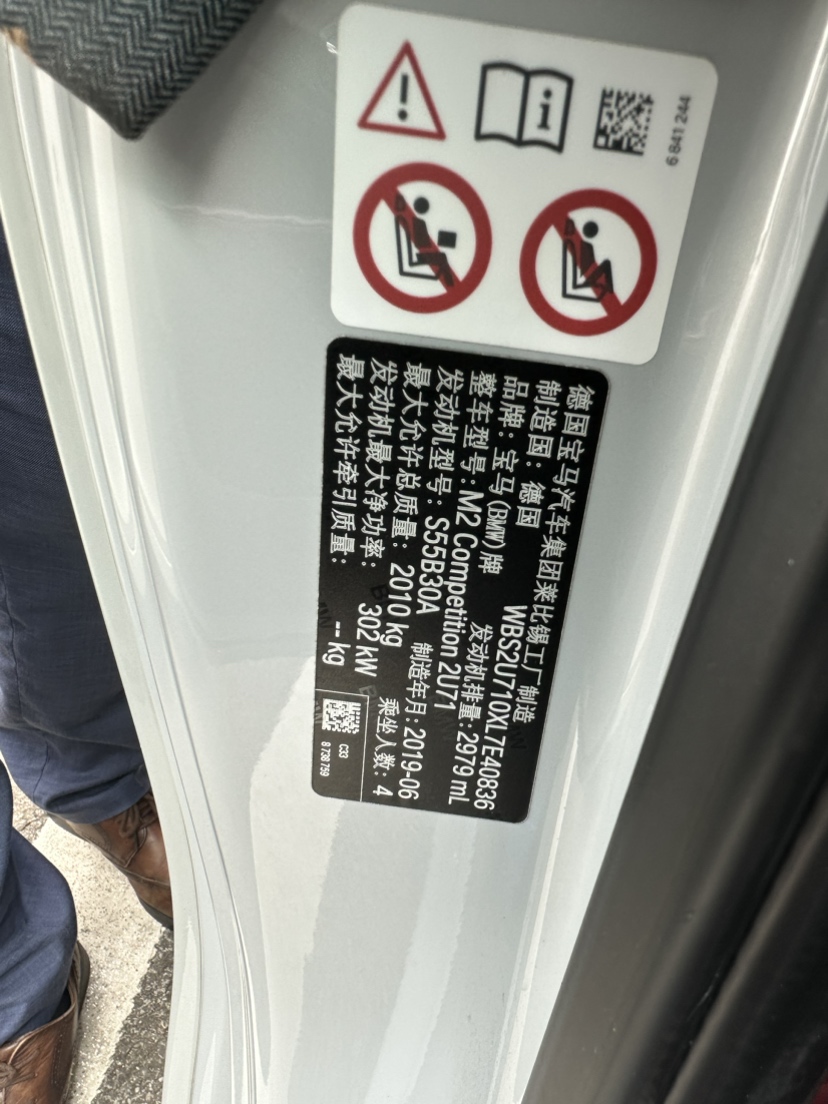 6 841 244
德国宝马汽车集团莱比锡工厂制造
制造国：德国 WBS2U710XL7E40836
品牌：宝马(BMW)牌 发动机排量：2979 mL
整车型号：M2 Competition 2U71
发动机型号：S55B30A 制造年月：2019-06
最大允许总质量：2010 kg 乘坐人数：4
发动机最大净功率：302 kW
最大允许牵引质量：-- kg
C33
8 738 759